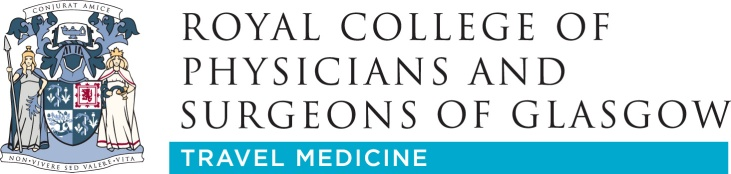 CONJURAT AMICE
NON·VIVERE SED VALERE·VITA
ROYAL COLLEGE OF
PHYSICIANS AND
SURGEONS OF GLASGOW
TRAVEL MEDICINE